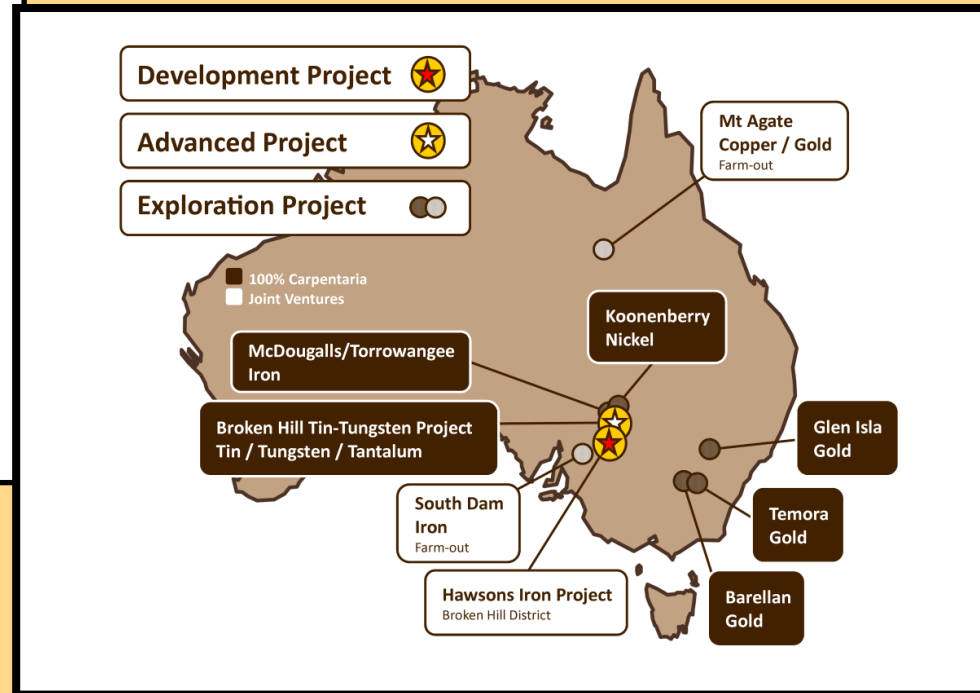 Development Project
Advanced Project
Exploration Project
100% Carpentaria
Joint Ventures
Mt Agate
Copper / Gold
Farm-out
Koonenberry
Nickel
McDougalls/Torrowangee
Iron
Broken Hill Tin-Tungsten Project
Tin / Tungsten / Tantalum
Glen Isla
Gold
South Dam
Iron
Farm-out
Temora
Gold
Hawsons Iron Project
Broken Hill District
Barellan
Gold